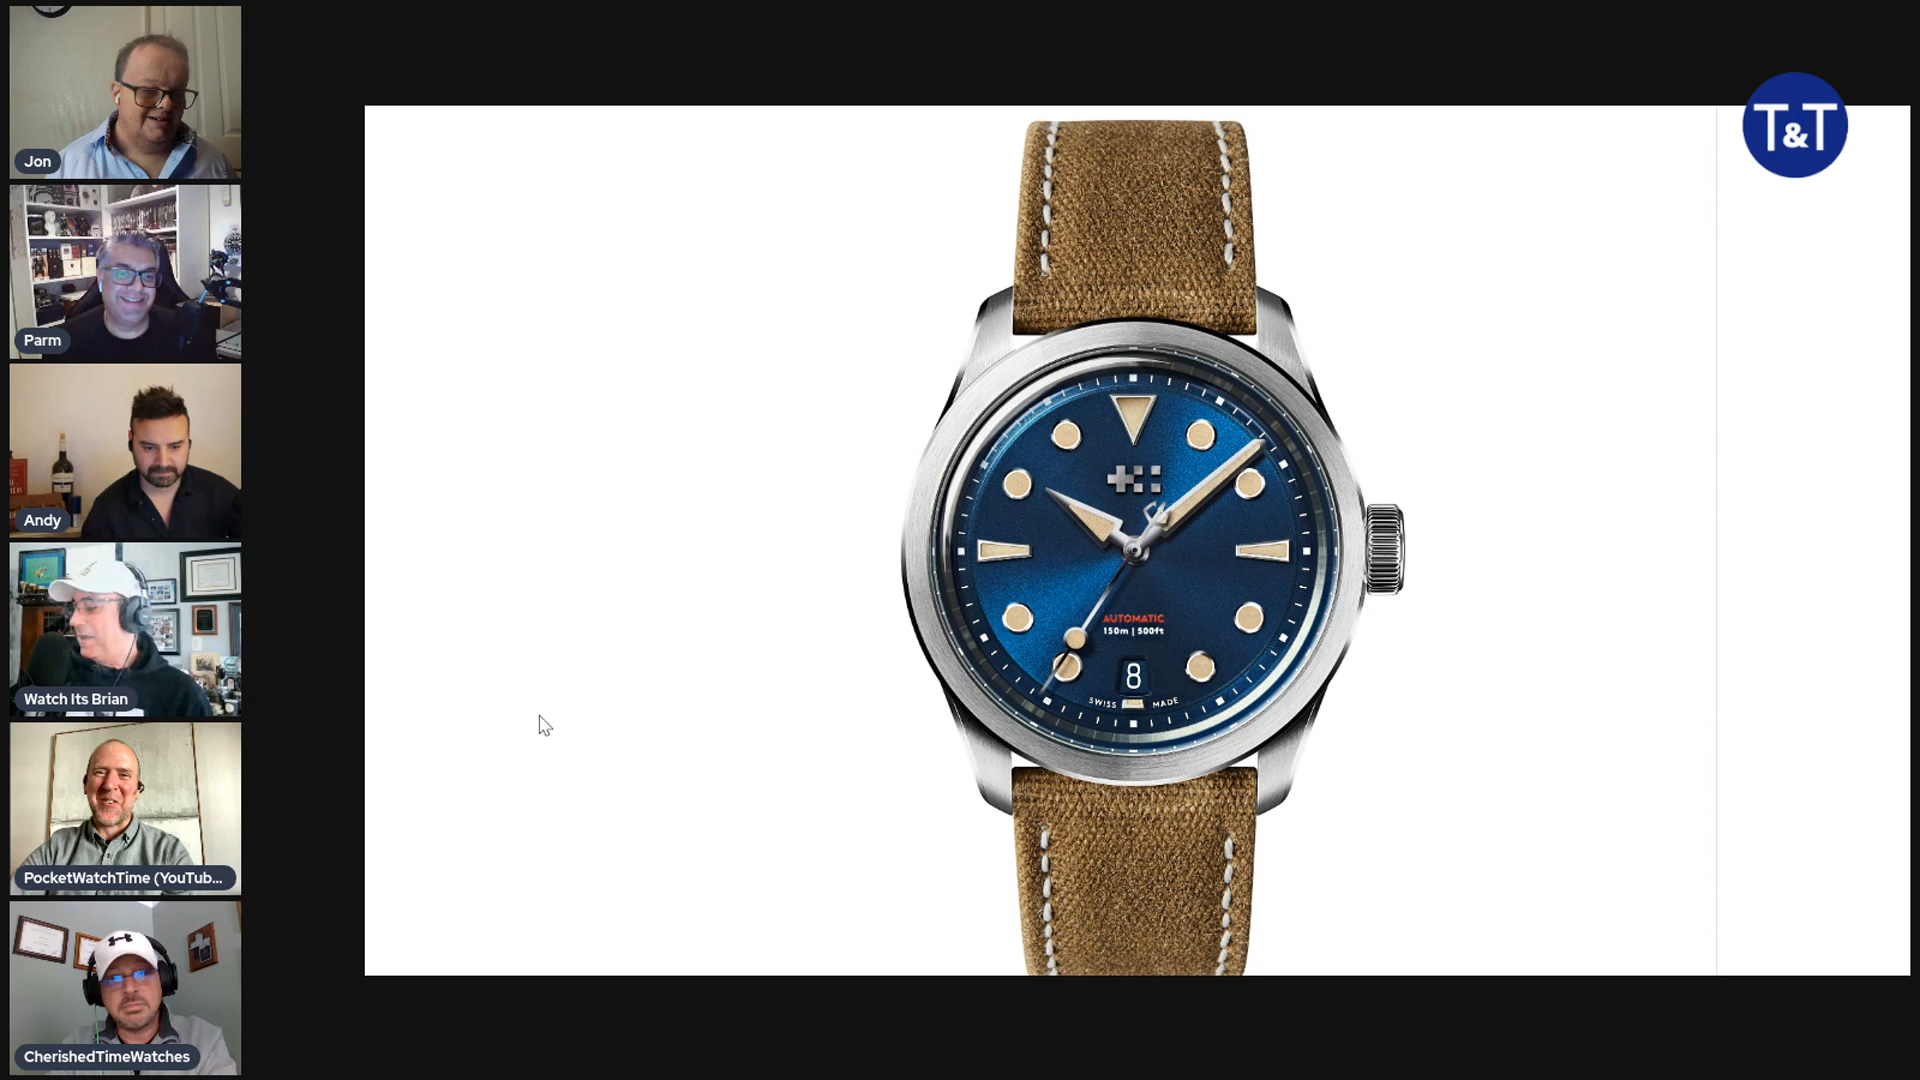 Jon
Parm
Andy
Watch Its Brian
PocketWatchTime (YouTub...
CherishedTimeWatches
T&T
AUTOMATIC
150m | 500ft
8
SWISS MADE